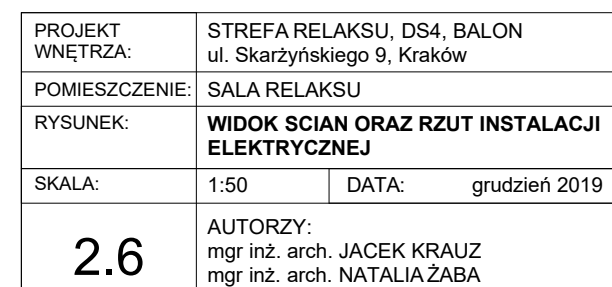 PROJEKT WNĘTRZA: STREFA RELAKSU, DS4, BALON
ul. Skarżyńskiego 9, Kraków
POMIESZCZENIE: SALA RELAKSU
RYSUNEK: WIDOK SCIAN ORAZ RZUT INSTALACJI
ELEKTRYCZNEJ
SKALA: 1:50 DATA: grudzień 2019
2.6
AUTORZY:
mgr inż. arch. JACEK KRAUZ
mgr inż. arch. NATALIA ŻABA